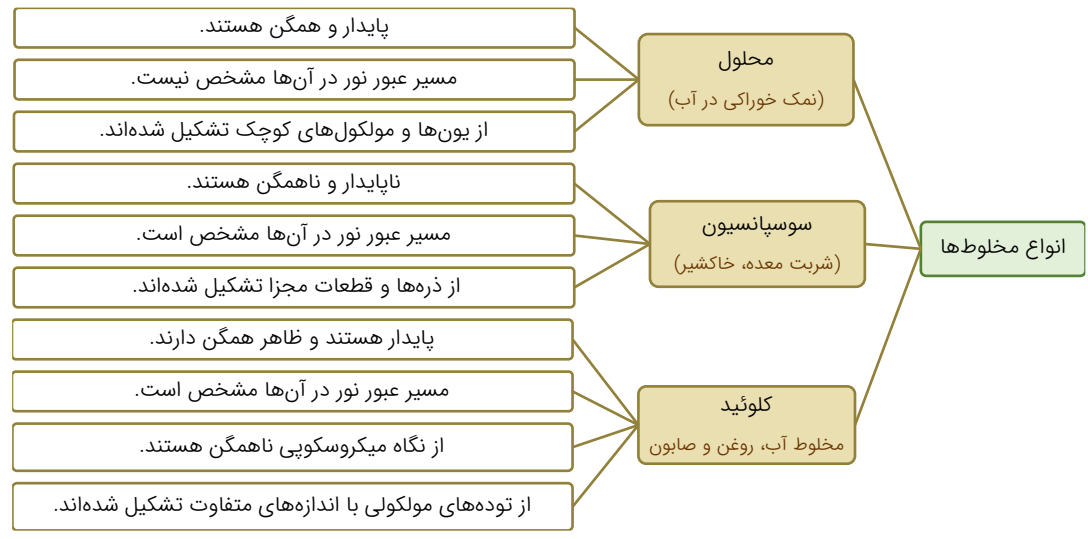 انواع مخلوط‌ها
محلول
(نمک خوراکی در آب)
پایدار و همگن هستند.
مسیر عبور نور در آن‌ها مشخص نیست.
از یون‌ها و مولکول‌های کوچک تشکیل شده‌اند.
سوسپانسیون
(شربت معده، خاکشیر)
ناپایدار و ناهمگن هستند.
مسیر عبور نور در آن‌ها مشخص است.
از ذره‌ها و قطعات مجزا تشکیل شده‌اند.
کلوئید
مخلوط آب، روغن و صابون
پایدار هستند و ظاهر همگن دارند.
مسیر عبور نور در آن‌ها مشخص است.
از نگاه میکروسکوپی ناهمگن هستند.
از توده‌های مولکولی با اندازه‌های متفاوت تشکیل شده‌اند.